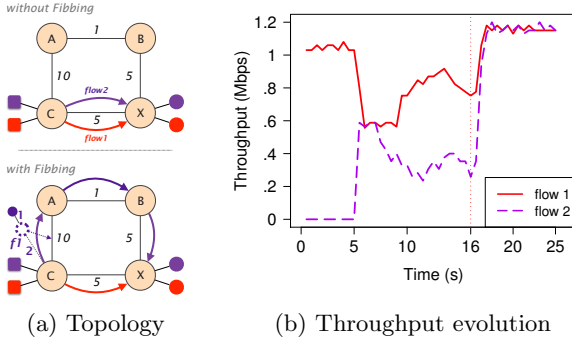 without Fibbing
A
1
B
10
5
flow2
C
5
X
flow1
with Fibbing
A
1
B
1
f1
2
10
5
C
5
X
(a) Topology
Throughput (Mbps)
1.2
1
.8
.6
.4
.2
0
0
5
10
16
20
25
Time (s)
flow 1
flow 2
(b) Throughput evolution